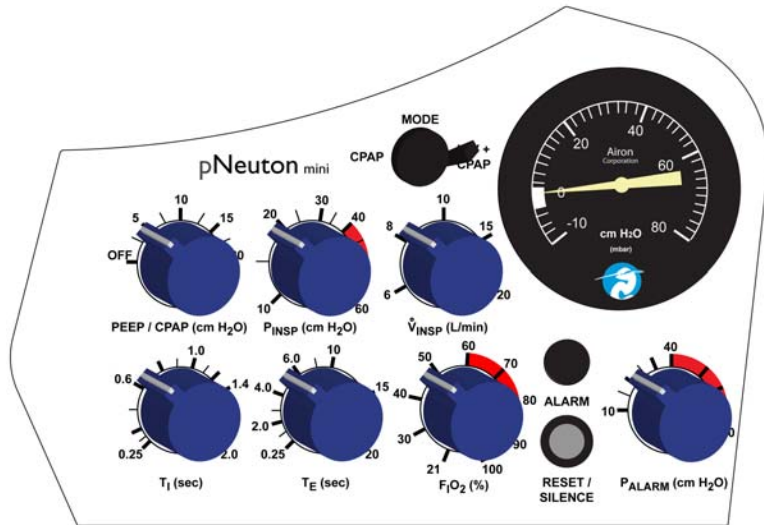 pNeuton mini
MODE
CPAP
+
CPAP
Airon
Corporation
-10 0 20 40 60 80
cm H₂O
(mbar)
OFF 5 10 15
PEEP / CPAP (cm H₂O)
10 20 30 40 60
PINSP (cm H₂O)
6 8 10 15 20
V̊INSP (L/min)
0.25 0.6 1.0 1.4 2.0
TI (sec)
0.25 2.0 4.0 6.0 10 15 20
TE (sec)
21 30 40 50 60 70 80 90 100
FIO₂ (%)
ALARM
RESET /
SILENCE
10 40
PALARM (cm H₂O)